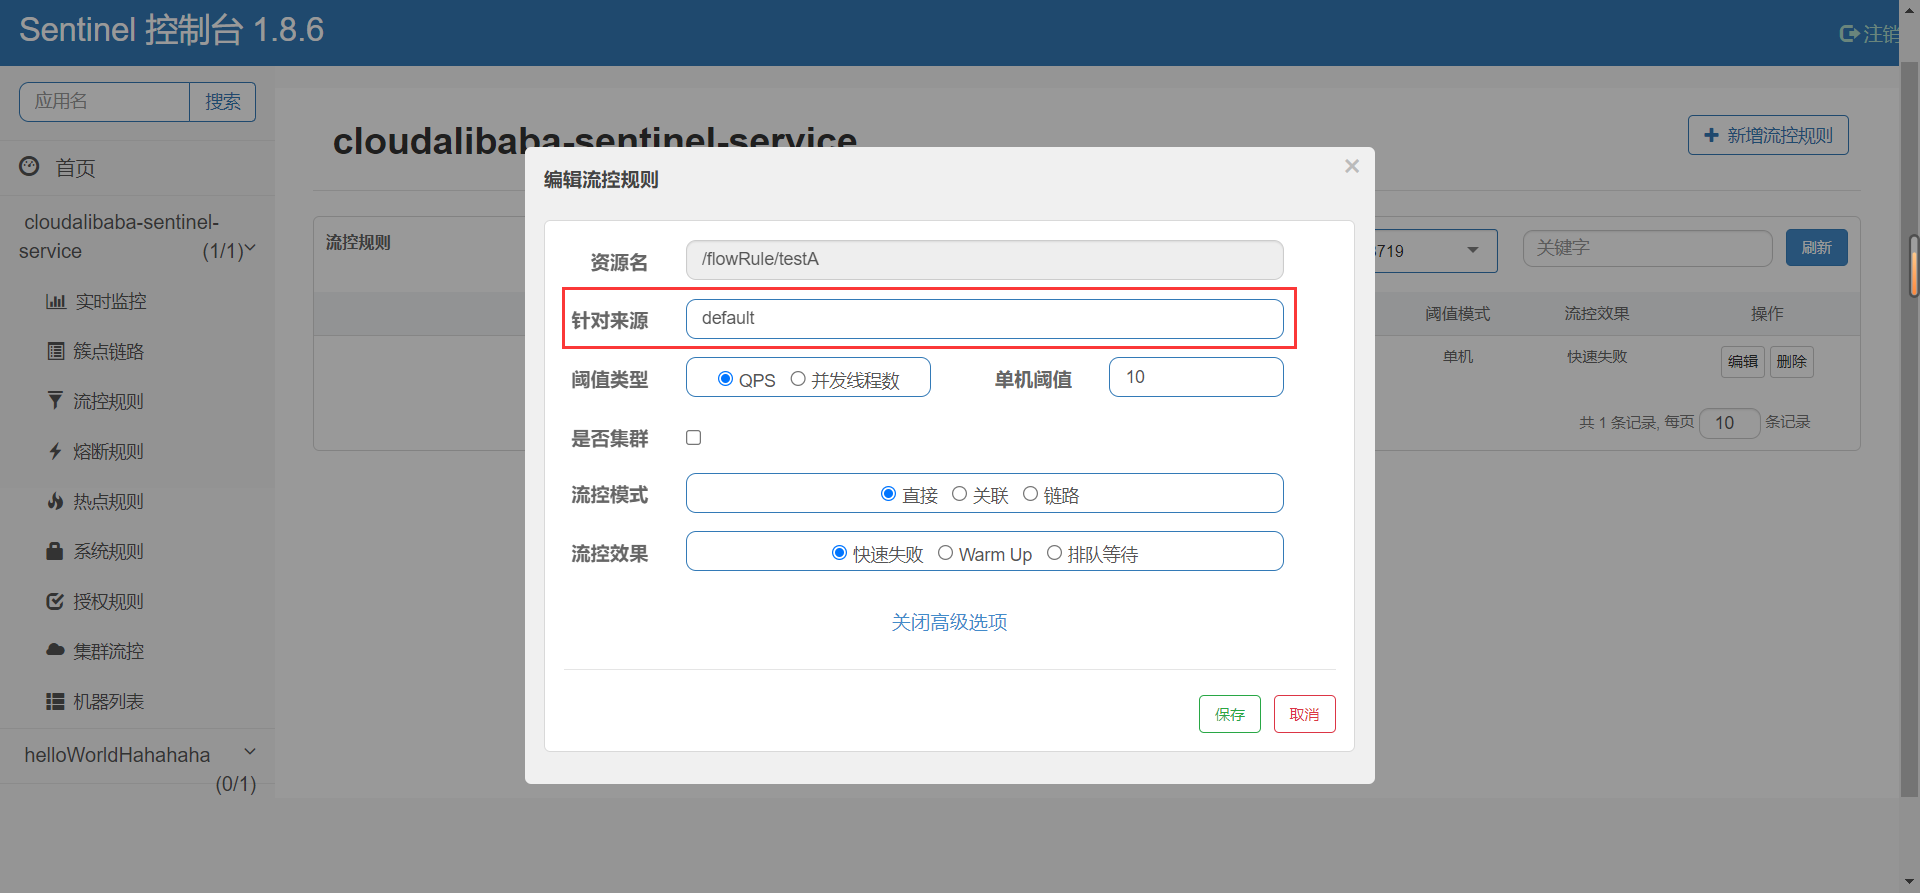 Sentinel 控制台 1.8.6
注销
应用名
搜索
首页
cloudalibaba-sentinel-
service
(1/1)
实时监控
簇点链路
流控规则
熔断规则
热点规则
系统规则
授权规则
集群流控
机器列表
helloWorldHahahaha
(0/1)
cloudalibaba-sentinel-service
新增流控规则
流控规则
8719
关键字
刷新
阈值模式
流控效果
操作
单机
快速失败
编辑
删除
共 1 条记录, 每页
10
条记录
编辑流控规则
×
资源名
/flowRule/testA
针对来源
default
阈值类型
QPS
并发线程数
单机阈值
10
是否集群
流控模式
直接
关联
链路
流控效果
快速失败
Warm Up
排队等待
关闭高级选项
保存
取消